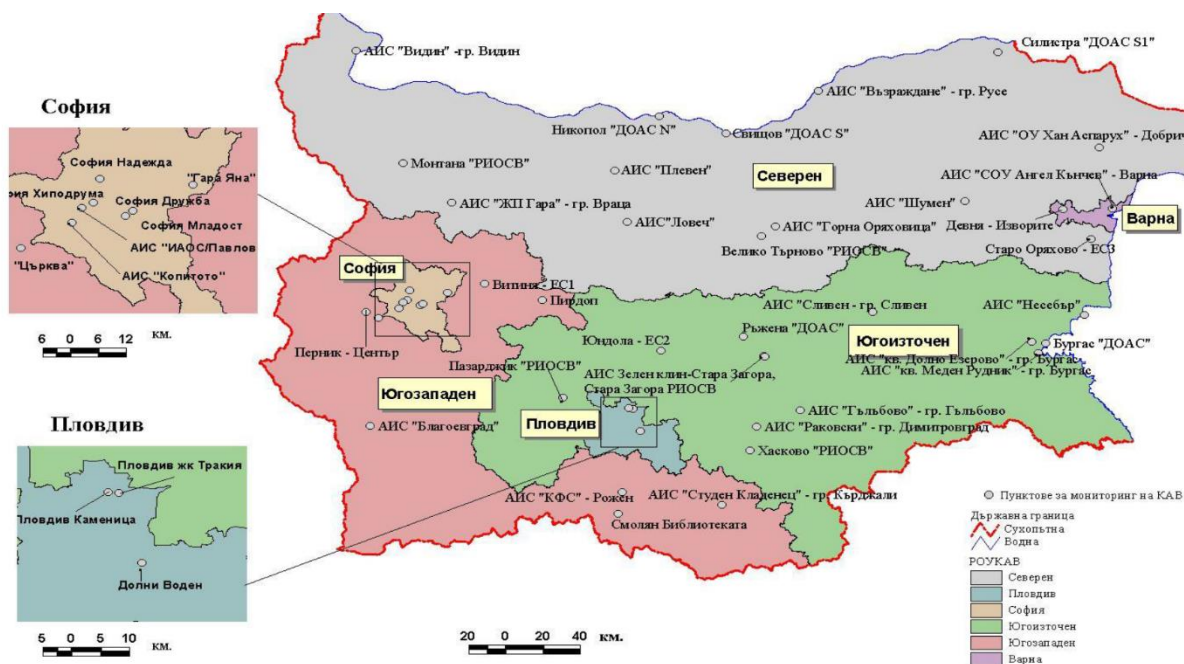 АИС "Видин" -гр. Видин
Силистра "ДОАС S1"
АИС "Възраждане" - гр. Русе
София
Никопол "ДОАС N"
Свищов"ДОАС S"
АИС "ОУ Хан Аспарух" - Добрич
Монтана "РИОСВ"
АИС "Плевен"
Северен
АИС "СОУ Ангел Кънчев" - Варна
АИС "ЖП Гара" - гр. Враца
АИС "Шумен"
АИС"Ловеч"
АИС "Горна Оряховица"
Девня - Изворите
Варна
Велико Търново "РИОСВ"
Старо Оряхово - ЕС3
София Надежда
"Гара Яна"
Хиподрума
София Дружба
София Младост
АИС "ИАОС/Павлов
"Църква"
АИС "Копитото"
6 0 6 12 км.
София
Витиня - ЕС1
Пирдоп
АИС "Сливен - гр. Сливен
АИС "Несебър"
Перник - Център
Юндола - ЕС2
Ръжена "ДОАС"
Югоизточен
Бургас "ДОАС"
Пазарджик "РИОСВ"
АИС Зелен клин-Стара Загора,
Стара Загора РИОСВ
АИС "кв. Долно Езерово" - гр. Бургас
АИС "кв. Меден Рудник" - гр. Бургас
Югозападен
Пловдив
АИС "Благоевград"
АИС "Гълъбово" - гр. Гълъбово
АИС "Раковски" - гр. Димитровград
Хасково "РИОСВ"
Пловдив
Пловдив жк Тракия
Пловдив Каменица
Долни Воден
5 0 5 10 км.
АИС "КФС" - Рожен
АИС "Студен Кладенец" - гр. Кърджали
Смолян Библиотеката
20 0 20 40 км.
Пунктове за мониторинг на КАВ
Държавна граница
Сухопътна
Водна
РОУКАВ
Северен
Пловдив
София
Югоизточен
Югозападен
Варна